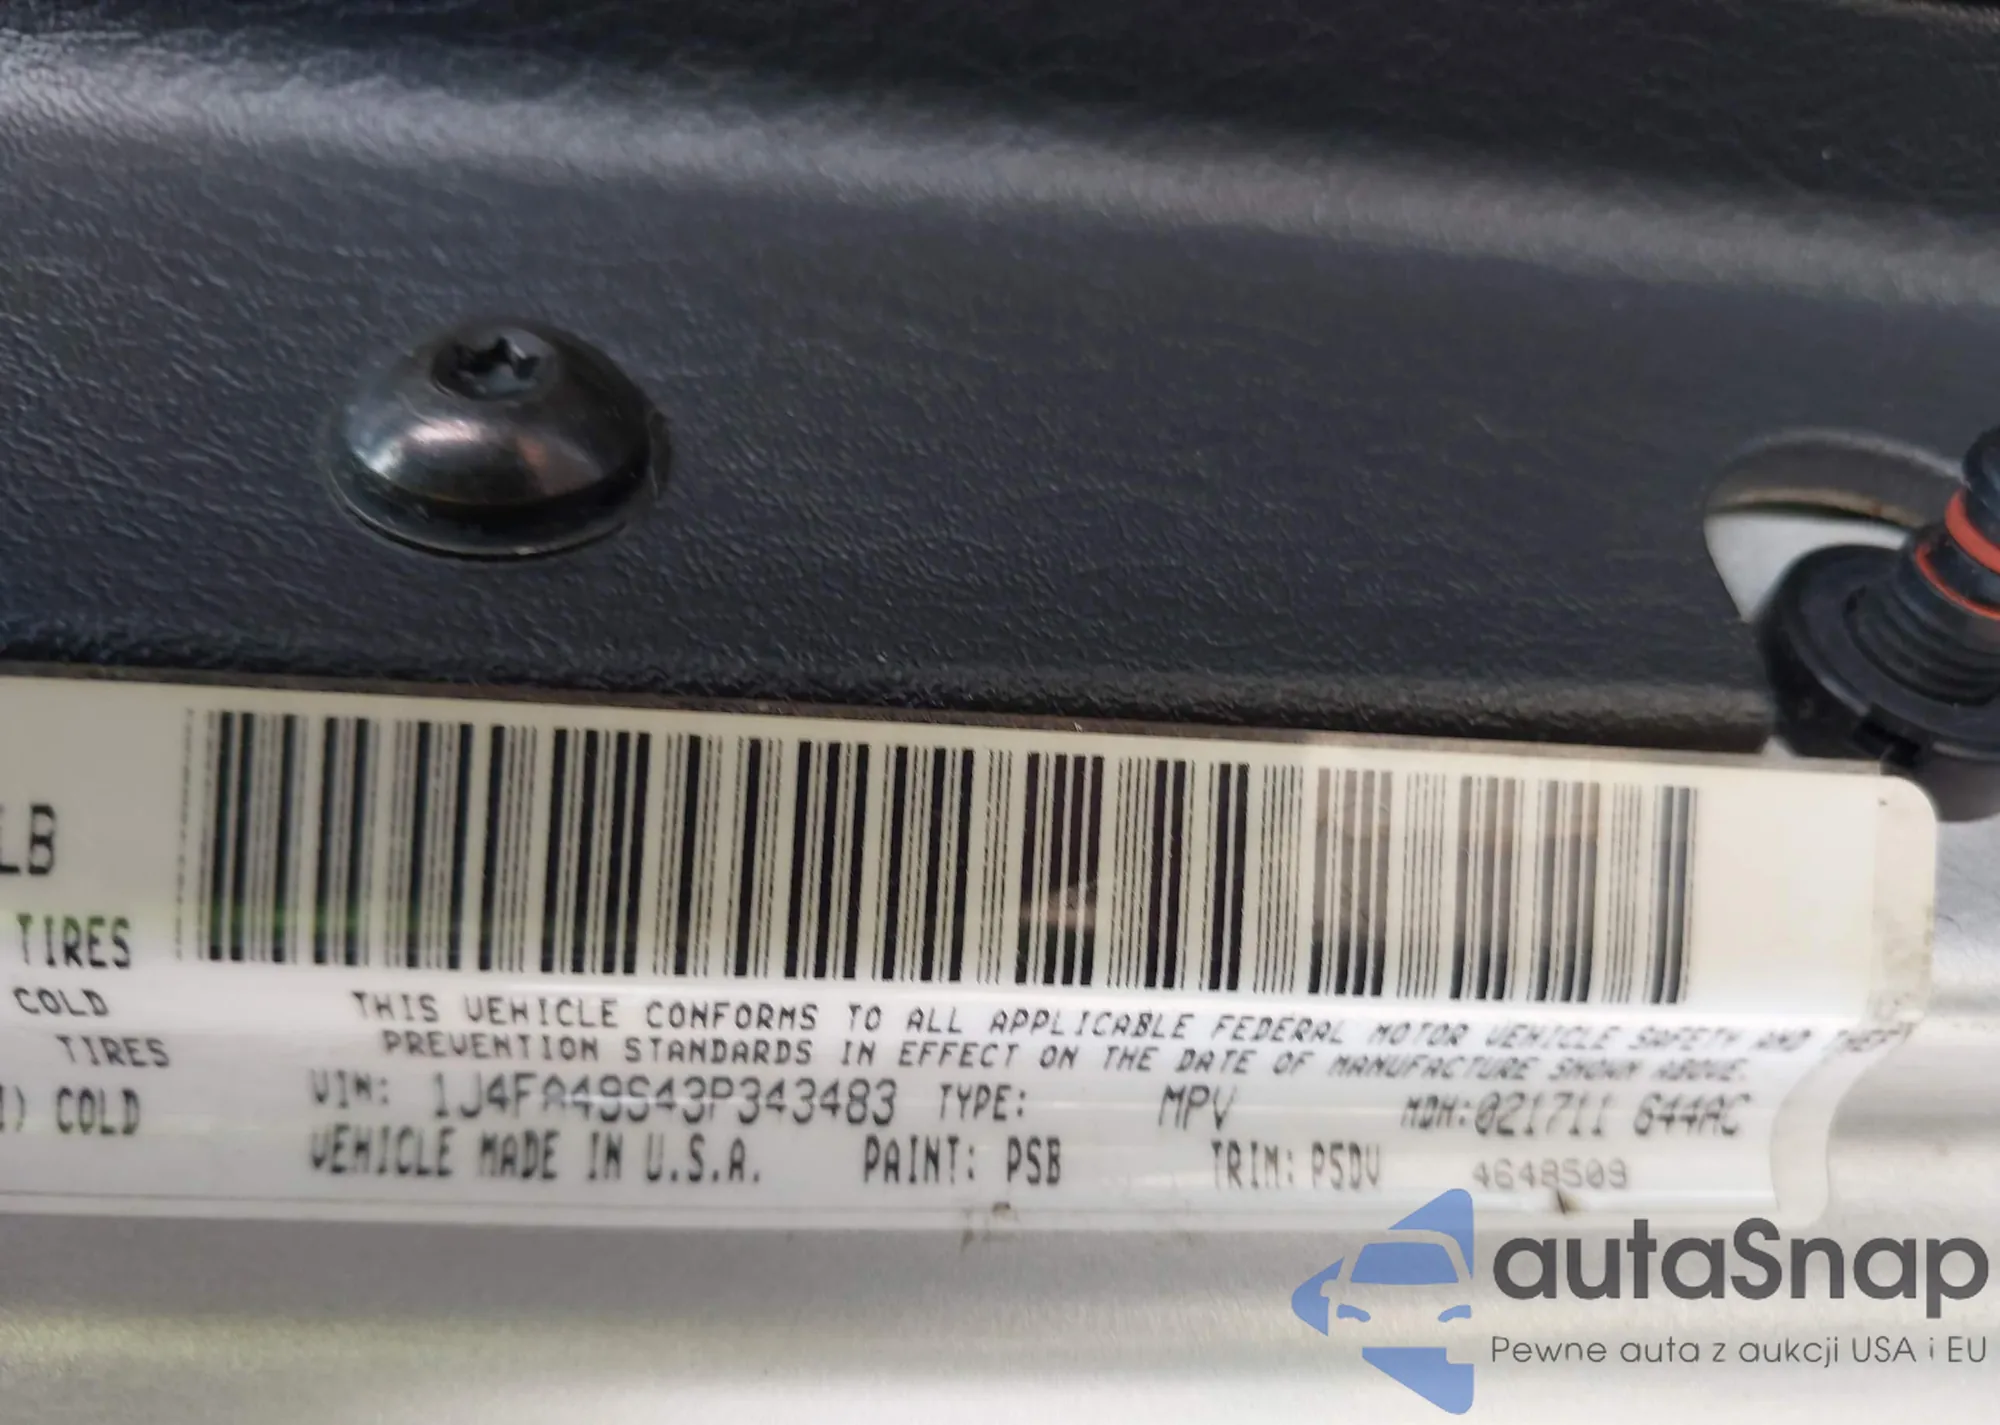 LB
TIRES
COLD
TIRES
COLD
THIS VEHICLE CONFORMS TO ALL APPLICABLE FEDERAL MOTOR VEHICLE SAFETY AND THEFT
PREVENTION STANDARDS IN EFFECT ON THE DATE OF MANUFACTURE SHOWN ABOVE.
VIN: 1J4FA49S43P343483 TYPE: MPV MDH:021711 644AC
VEHICLE MADE IN U.S.A. PAINT: PSB TRIM: P5DV 4648509
autaSnap
Pewne auta z aukcji USA i EU